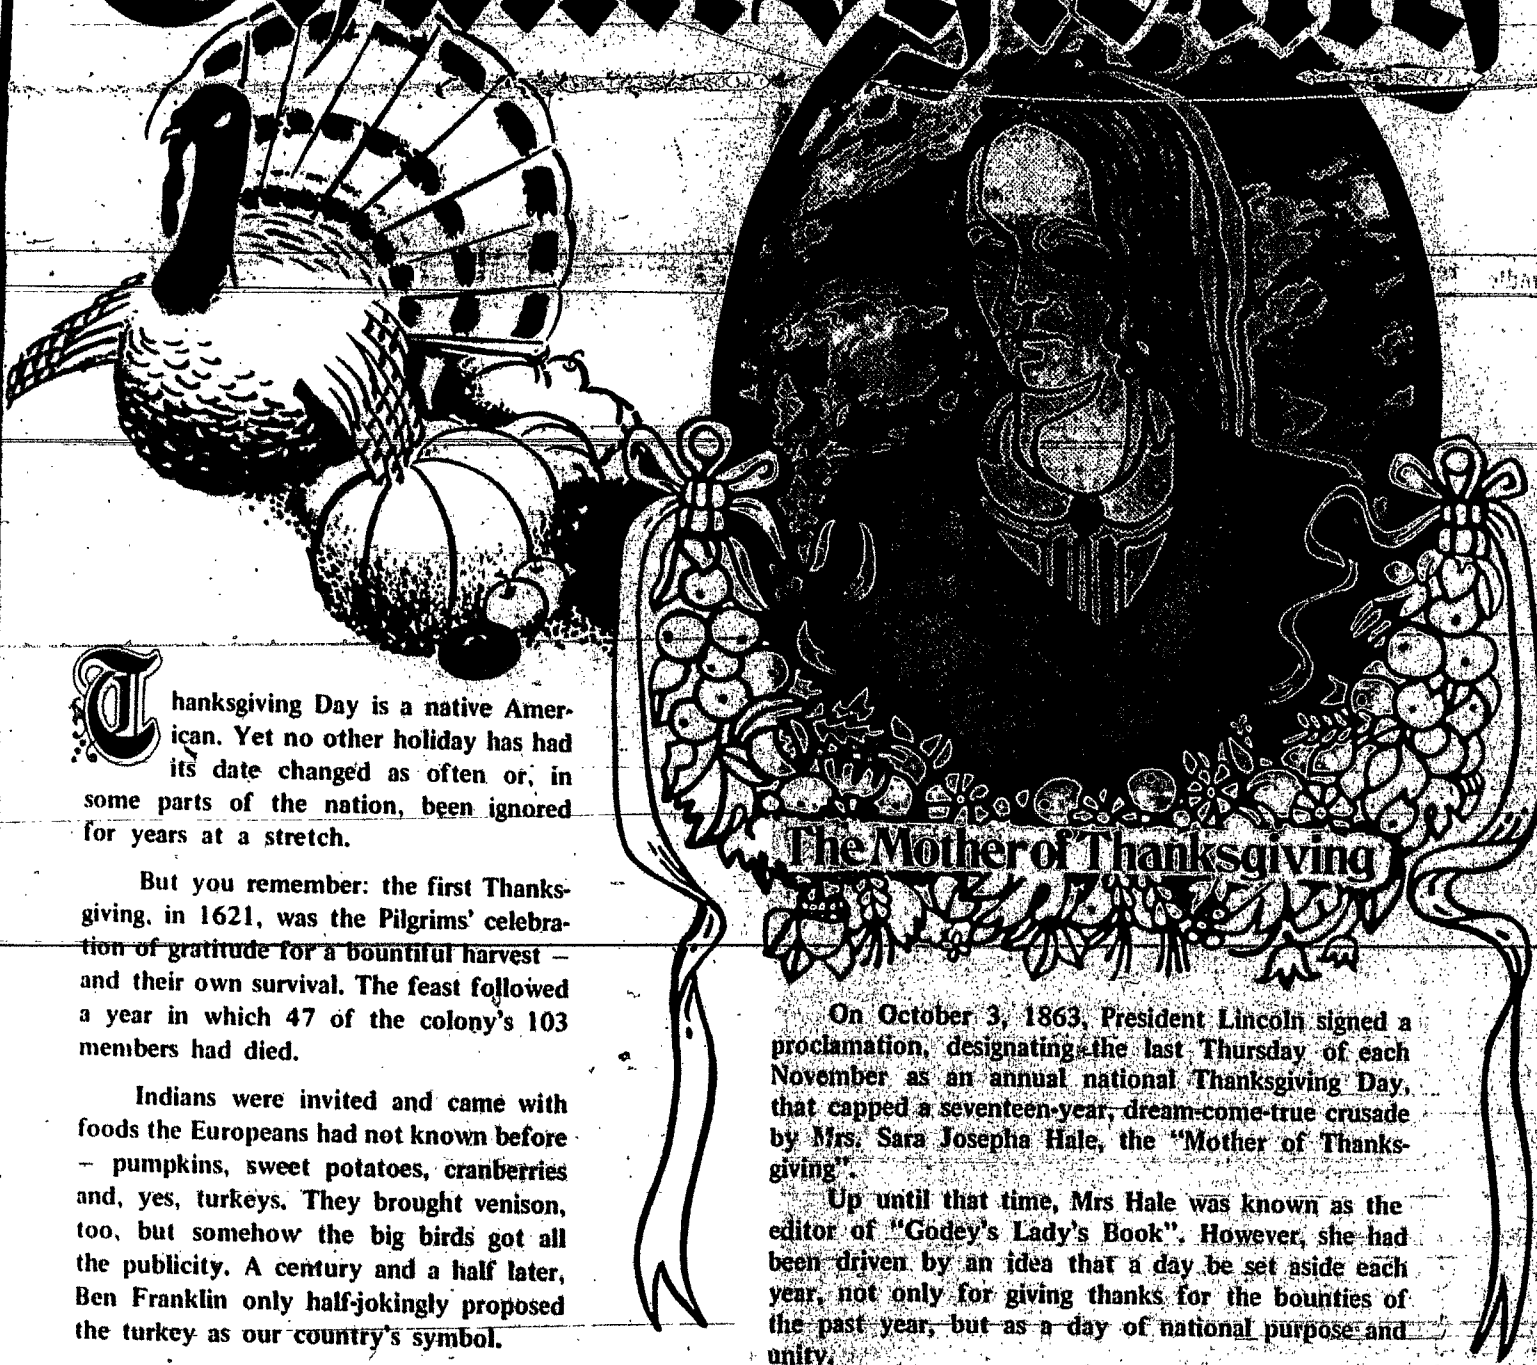 Thanksgiving Day is a native Amer-
ican. Yet no other holiday has had
its date changed as often or, in
some parts of the nation, been ignored
for years at a stretch.
But you remember: the first Thanks-
giving, in 1621, was the Pilgrims' celebra-
tion of gratitude for a bountiful harvest —
and their own survival. The feast followed
a year in which 47 of the colony's 103
members had died.
Indians were invited and came with
foods the Europeans had not known before
— pumpkins, sweet potatoes, cranberries
and, yes, turkeys. They brought venison,
too, but somehow the big birds got all
the publicity. A century and a half later,
Ben Franklin only half-jokingly proposed
the turkey as our country's symbol.
The Mother of Thanksgiving
On October 3, 1863, President Lincoln signed a
proclamation, designating the last Thursday of each
November as an annual national Thanksgiving Day,
that capped a seventeen-year, dream-come-true crusade
by Mrs. Sara Josepha Hale, the "Mother of Thanks-
giving".
Up until that time, Mrs Hale was known as the
editor of "Godey's Lady's Book". However, she had
been driven by an idea that a day be set aside each
year, not only for giving thanks for the bounties of
the past year, but as a day of national purpose and
unity.